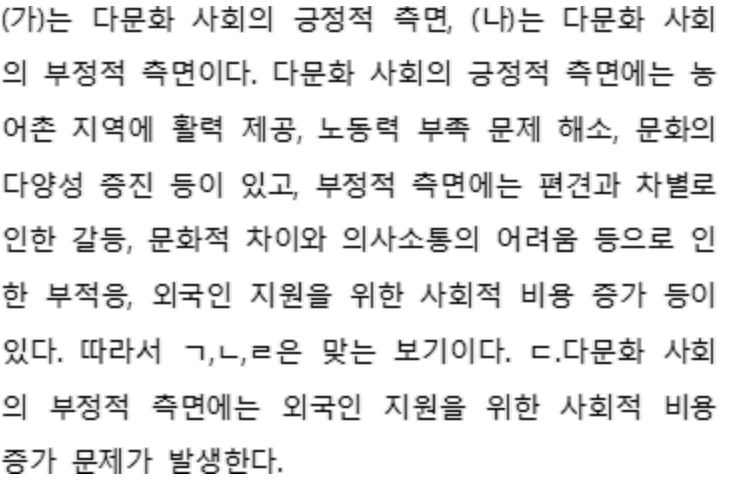 (가)는 다문화 사회의 긍정적 측면, (나)는 다문화 사회
의 부정적 측면이다. 다문화 사회의 긍정적 측면에는 농
어촌 지역에 활력 제공, 노동력 부족 문제 해소, 문화의
다양성 증진 등이 있고, 부정적 측면에는 편견과 차별로
인한 갈등, 문화적 차이와 의사소통의 어려움 등으로 인
한 부적응, 외국인 지원을 위한 사회적 비용 증가 등이
있다. 따라서 ㄱ,ㄴ,ㄹ은 맞는 보기이다. ㄷ.다문화 사회
의 부정적 측면에는 외국인 지원을 위한 사회적 비용
증가 문제가 발생한다.